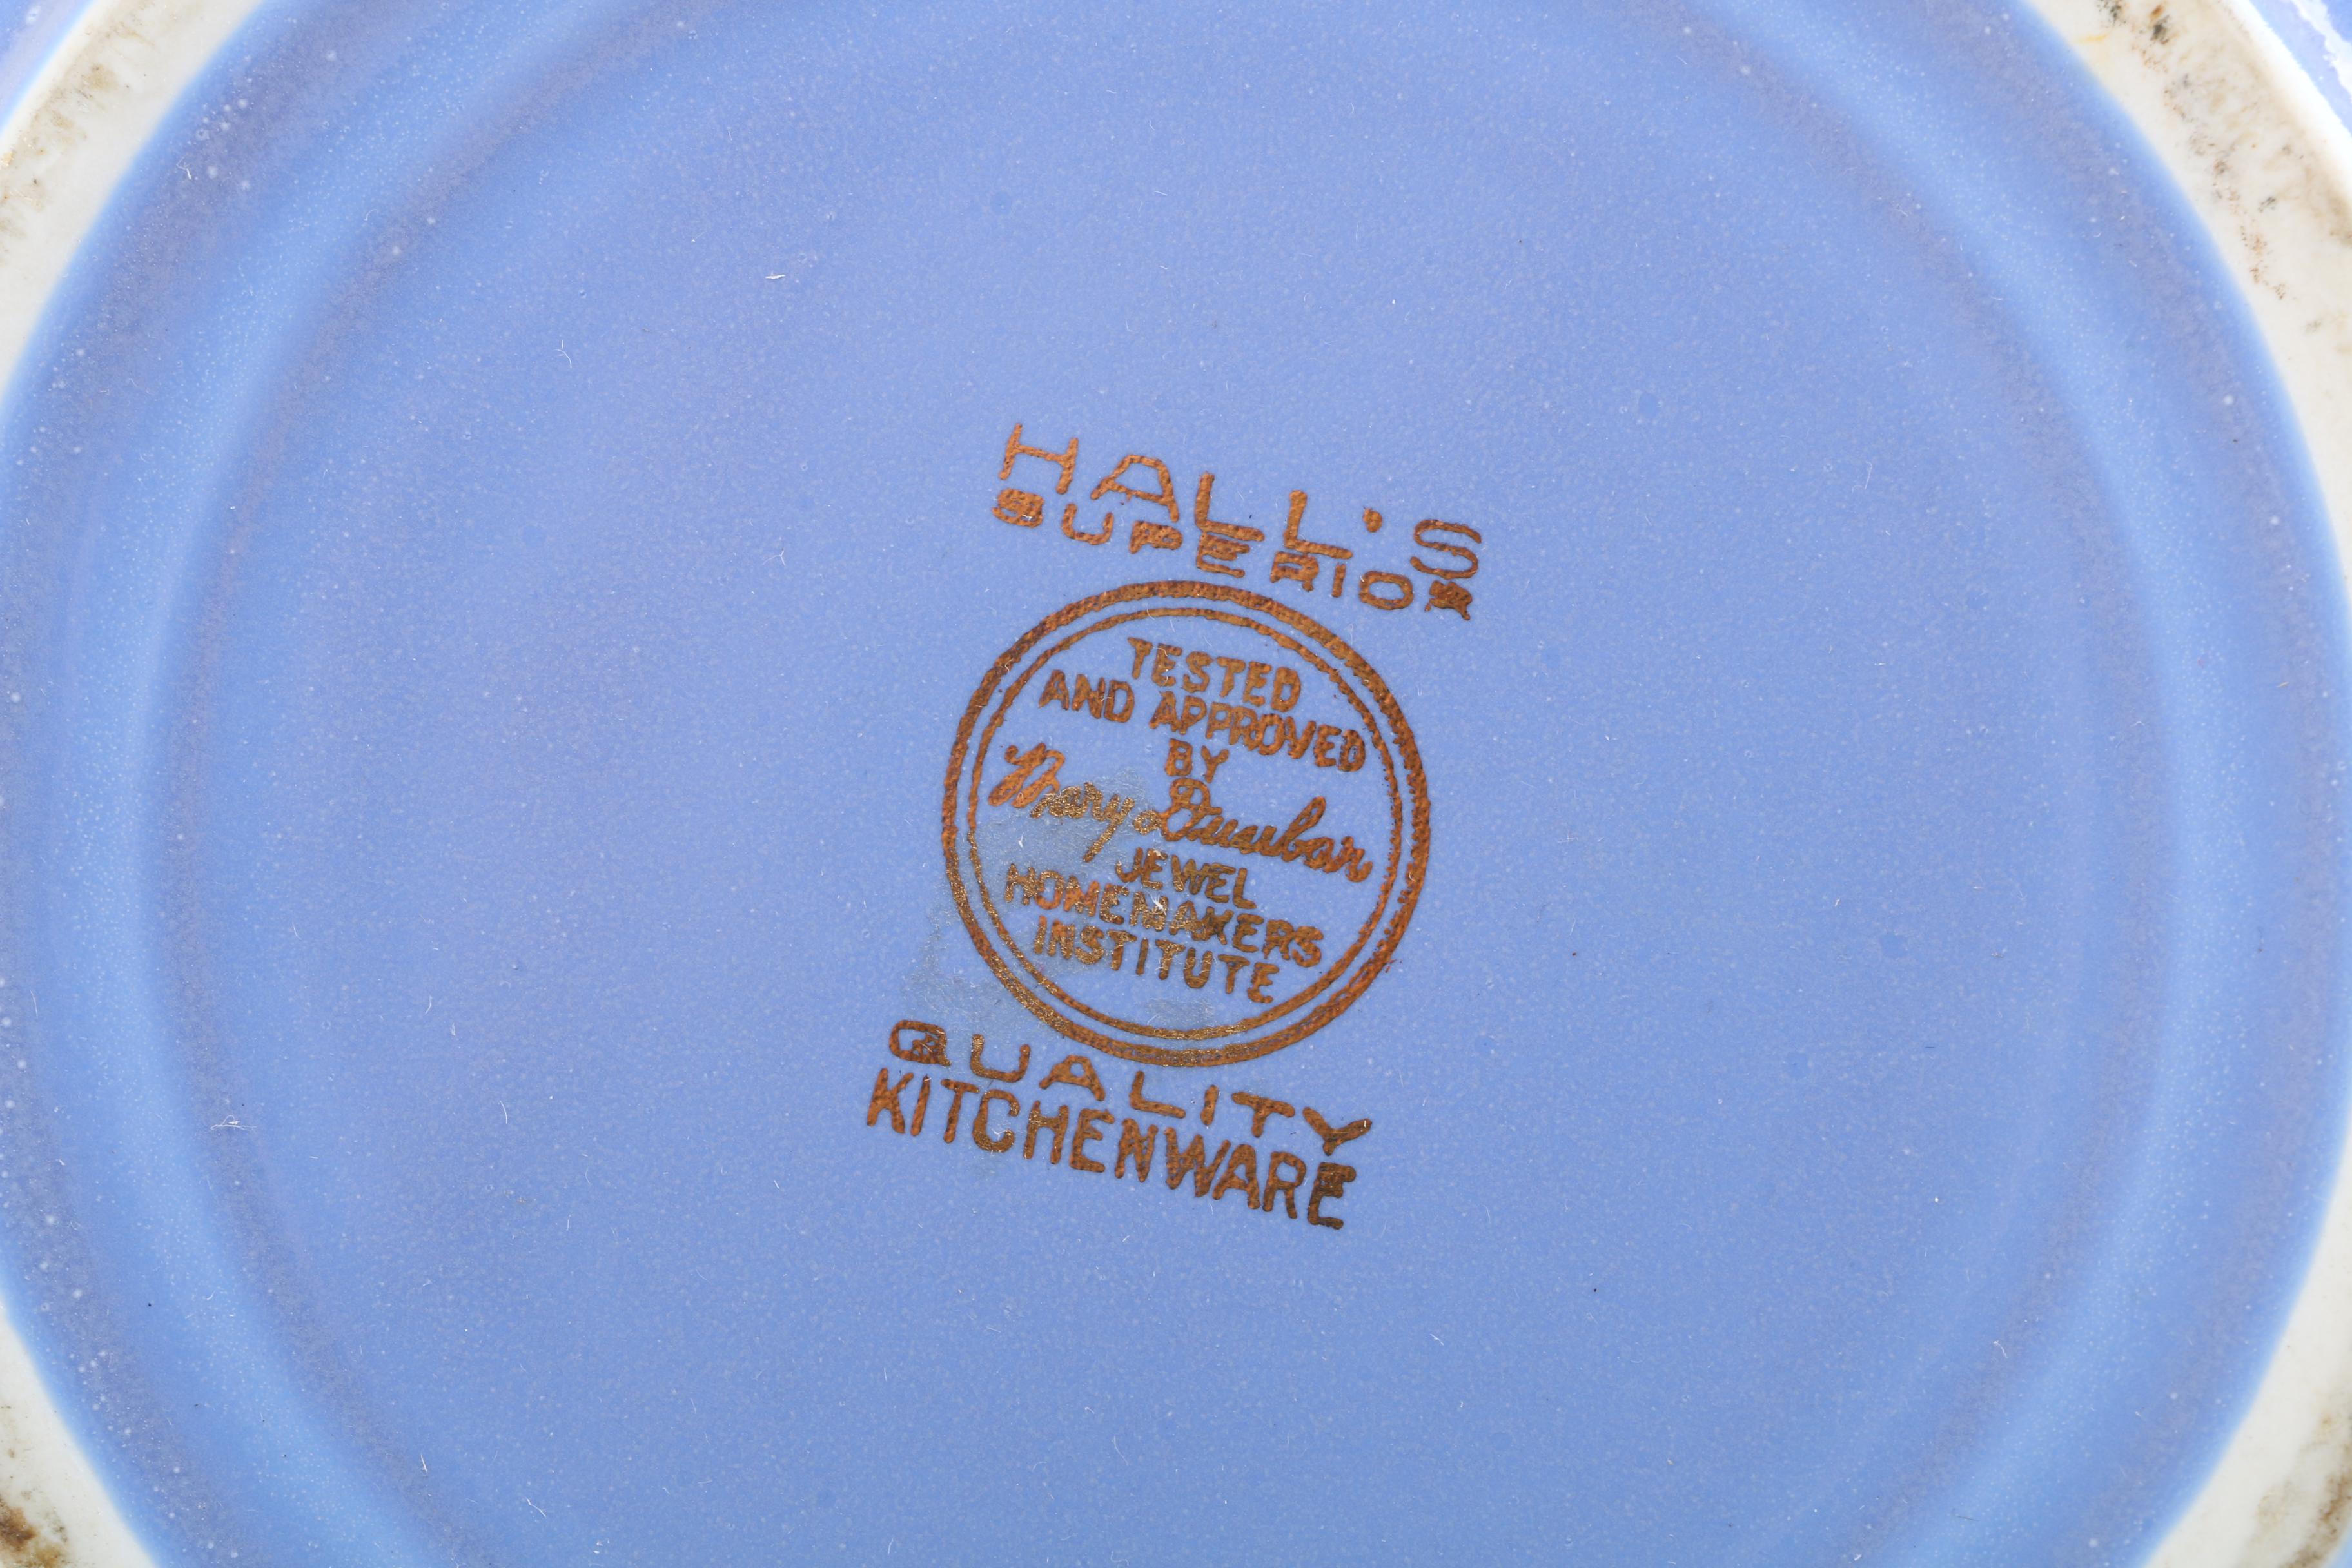 HALL'S
SUPERIOR
TESTED
AND APPROVED
BY
Mary Dunbar
JEWEL
HOMEMAKERS
INSTITUTE
QUALITY
KITCHENWARE